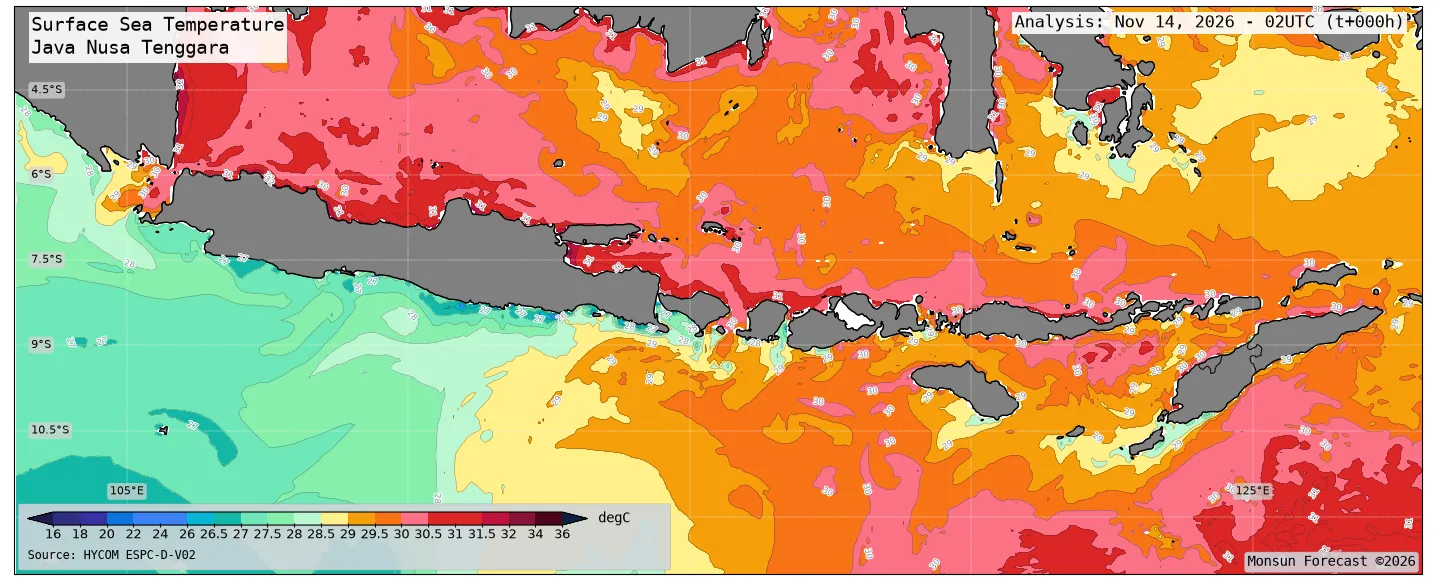 Surface Sea Temperature
Java Nusa Tenggara
Analysis: Nov 14, 2026 - 02UTC (t+000h)
4.5°S
6°S
7.5°S
9°S
10.5°S
105°E
125°E
16 18 20 22 24 26 26.5 27 27.5 28 28.5 29 29.5 30 30.5 31 31.5 32 34 36 degC
Source: HYCOM ESPC-D-V02
Monsun Forecast ©2026